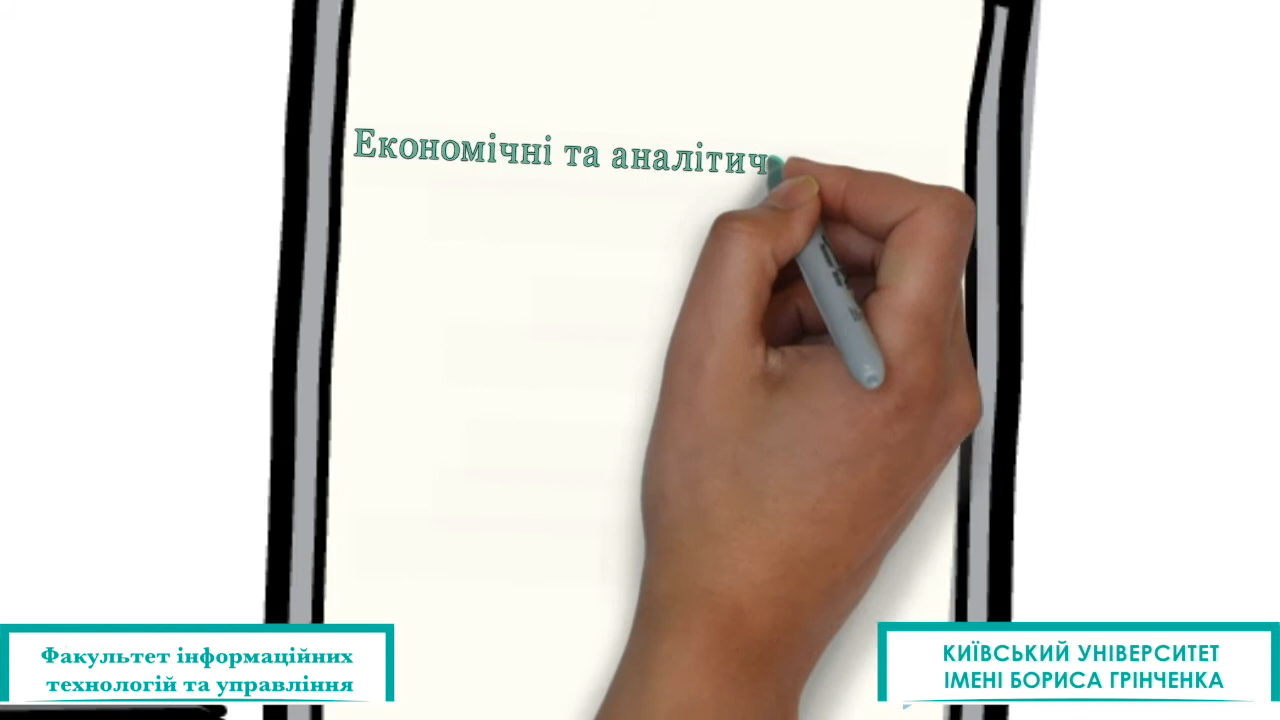 Економічні та аналітич
Факультет інформаційних
технологій та управління
КИЇВСЬКИЙ УНІВЕРСИТЕТ
ІМЕНІ БОРИСА ГРІНЧЕНКА